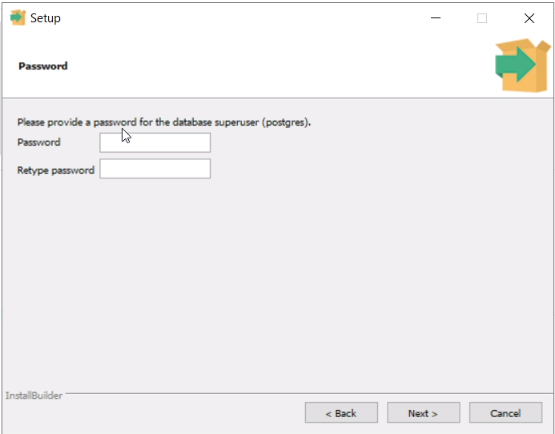 Setup
Password
Please provide a password for the database superuser (postgres).
Password
Retype password
InstallBuilder
< Back
Next >
Cancel